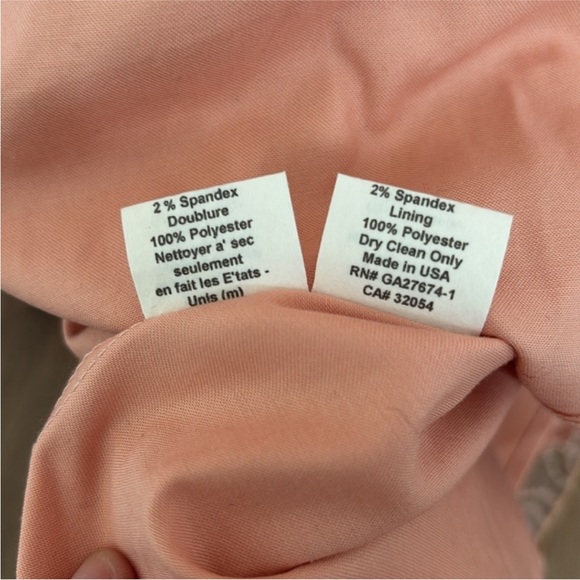 2 % Spandex
Doublure
100% Polyester
Nettoyer a' sec
seulement
en fait les E'tats -
Unis (m)
2% Spandex
Lining
100% Polyester
Dry Clean Only
Made in USA
RN# GA27674-1
CA# 32054